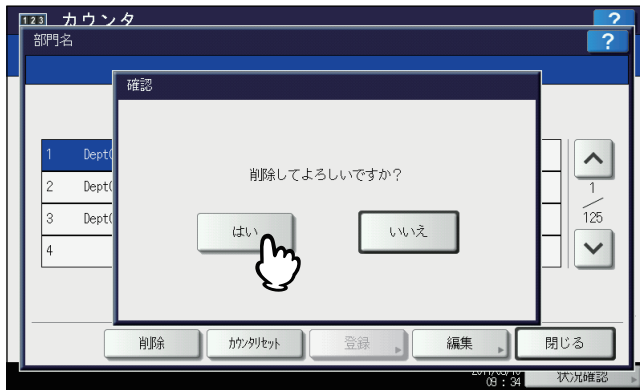 123 カウンタ ?
部門名 ?
確認
削除してよろしいですか?
はい いいえ
1 Dept
2 Dept
3 Dept
4
1
125
削除 カウンタリセット 登録 編集 閉じる
09：34 状況確認